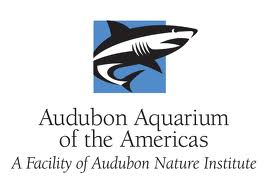 Audubon Aquarium
of the Americas
A Facility of Audubon Nature Institute